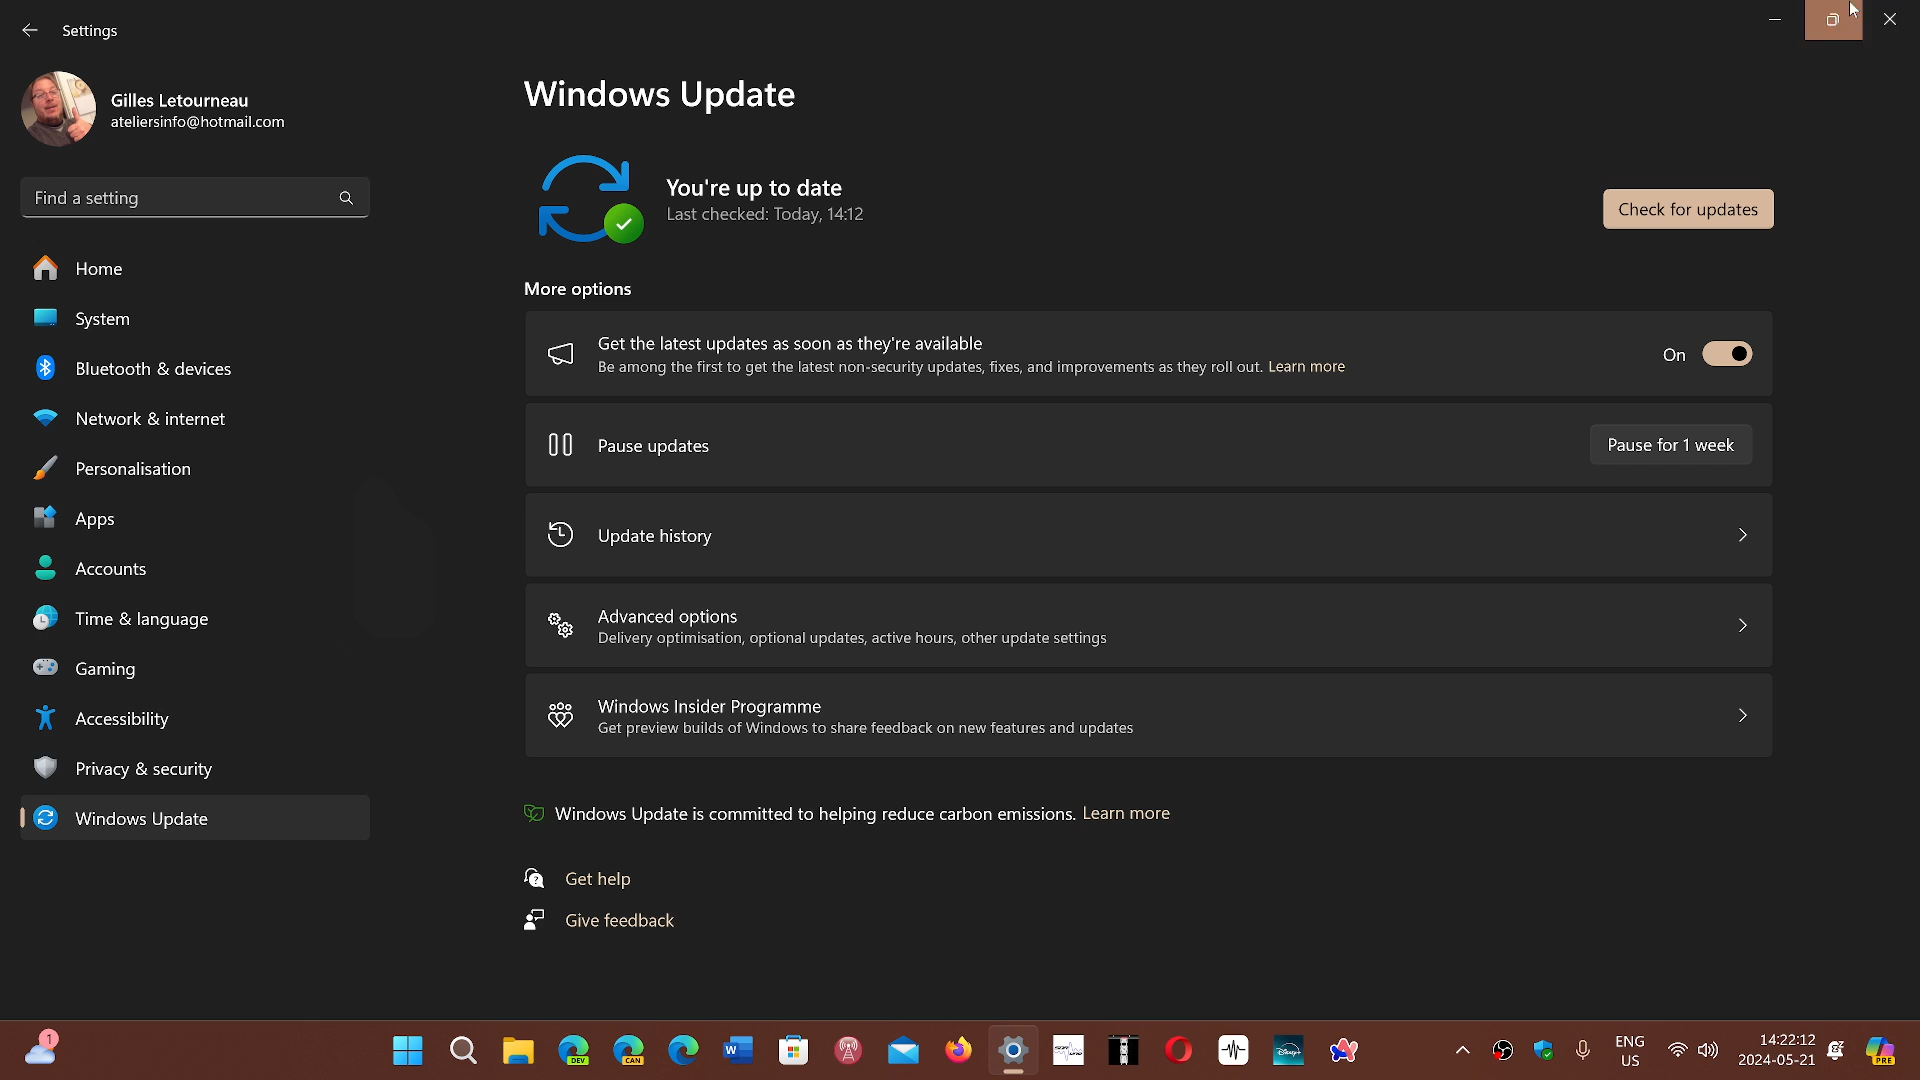 Settings
Gilles Letourneau
ateliersinfo@hotmail.com
Find a setting
Home
System
Bluetooth & devices
Network & internet
Personalisation
Apps
Accounts
Time & language
Gaming
Accessibility
Privacy & security
Windows Update
Windows Update
You're up to date
Last checked: Today, 14:12
Check for updates
More options
Get the latest updates as soon as they're available
Be among the first to get the latest non-security updates, fixes, and improvements as they roll out. Learn more
On
Pause updates
Pause for 1 week
Update history
Advanced options
Delivery optimisation, optional updates, active hours, other update settings
Windows Insider Programme
Get preview builds of Windows to share feedback on new features and updates
Windows Update is committed to helping reduce carbon emissions. Learn more
Get help
Give feedback
1
DEV
CAN
W
Disney+
ENG
US
14:22:12
2024-05-21
PRE